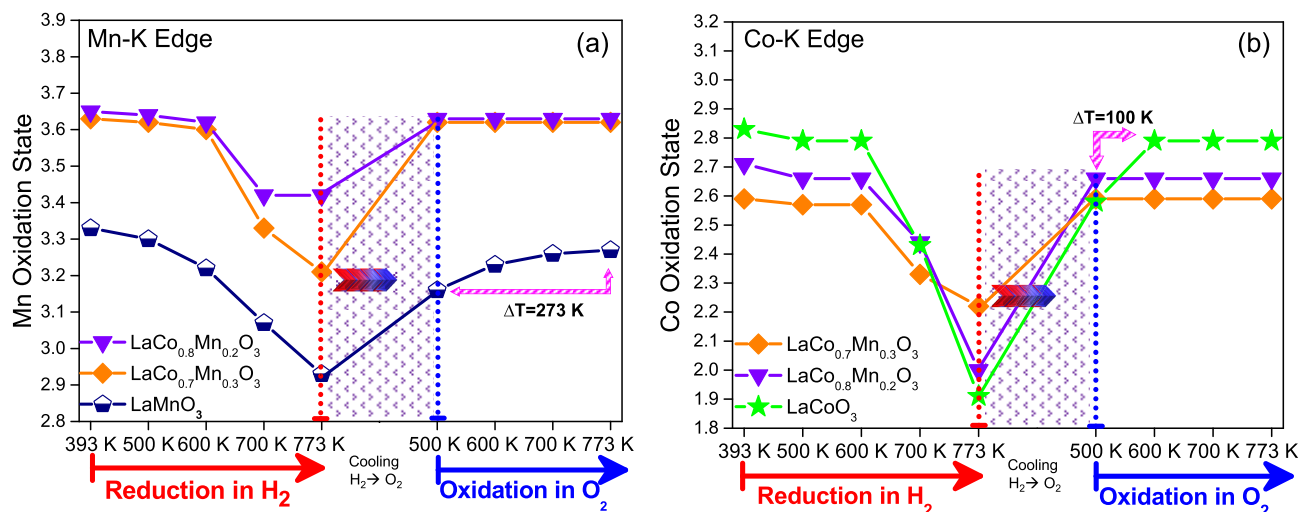 Mn-K Edge
(a)
Mn Oxidation State
3.9
3.8
3.7
3.6
3.5
3.4
3.3
3.2
3.1
3.0
2.9
2.8
ΔT=273 K
LaCo0.8Mn0.2O3
LaCo0.7Mn0.3O3
LaMnO3
393 K 500 K 600 K 700 K 773 K 500 K 600 K 700 K 773 K
Reduction in H2
Cooling
H2→ O2
Oxidation in O2
Co-K Edge
(b)
Co Oxidation State
3.2
3.1
3.0
2.9
2.8
2.7
2.6
2.5
2.4
2.3
2.2
2.1
2.0
1.9
1.8
ΔT=100 K
LaCo0.7Mn0.3O3
LaCo0.8Mn0.2O3
LaCoO3
393 K 500 K 600 K 700 K 773 K 500 K 600 K 700 K 773 K
Reduction in H2
Cooling
H2→ O2
Oxidation in O2